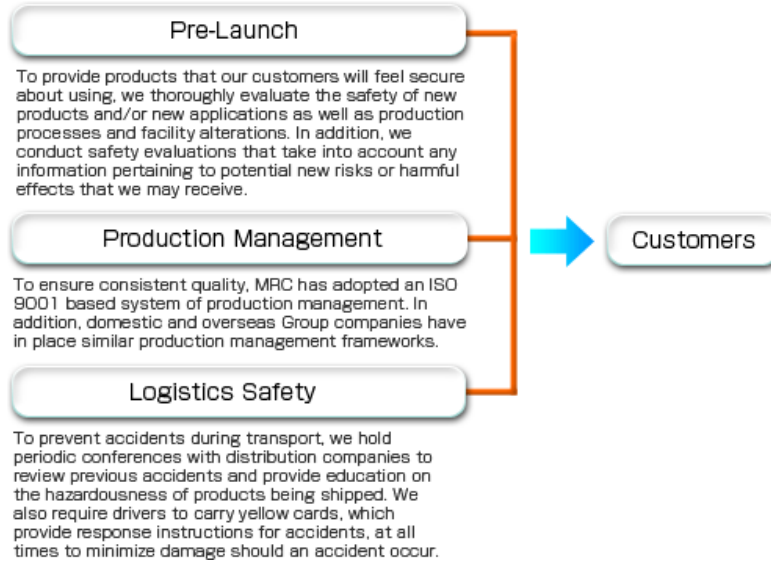 Pre-Launch
To provide products that our customers will feel secure
about using, we thoroughly evaluate the safety of new
products and/or new applications as well as production
processes and facility alterations. In addition, we
conduct safety evaluations that take into account any
information pertaining to potential new risks or harmful
effects that we may receive.
Production Management
Customers
To ensure consistent quality, MRC has adopted an ISO
9001 based system of production management. In
addition, domestic and overseas Group companies have
in place similar production management frameworks.
Logistics Safety
To prevent accidents during transport, we hold
periodic conferences with distribution companies to
review previous accidents and provide education on
the hazardousness of products being shipped. We
also require drivers to carry yellow cards, which
provide response instructions for accidents, at all
times to minimize damage should an accident occur.